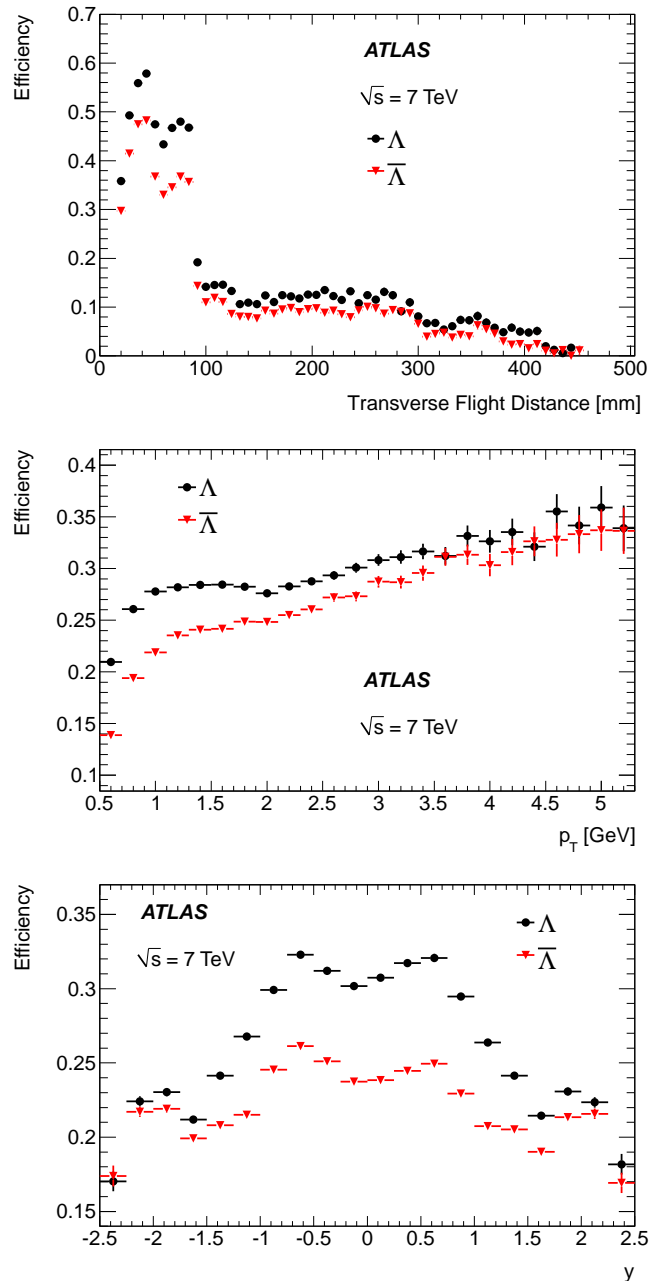 Efficiency
0.7
0.6
0.5
0.4
0.3
0.2
0.1
0
ATLAS
√s = 7 TeV
Λ
Λ̅
0 100 200 300 400 500
Transverse Flight Distance [mm]
Efficiency
0.4
0.35
0.3
0.25
0.2
0.15
0.1
Λ
Λ̅
ATLAS
√s = 7 TeV
0.5 1 1.5 2 2.5 3 3.5 4 4.5 5
p_T [GeV]
Efficiency
0.35
0.3
0.25
0.2
0.15
ATLAS
√s = 7 TeV
Λ
Λ̅
-2.5 -2 -1.5 -1 -0.5 0 0.5 1 1.5 2 2.5
y